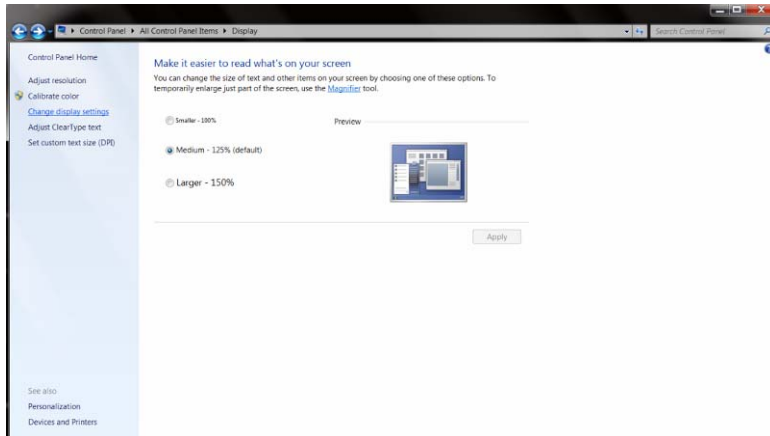 Control Panel ▸ All Control Panel Items ▸ Display
Search Control Panel
Control Panel Home
Adjust resolution
Calibrate color
Change display settings
Adjust ClearType text
Set custom text size (DPI)
Make it easier to read what's on your screen
You can change the size of text and other items on your screen by choosing one of these options. To
temporarily enlarge just part of the screen, use the Magnifier tool.
Smaller - 100%
Preview
Medium - 125% (default)
Larger - 150%
Apply
See also
Personalization
Devices and Printers